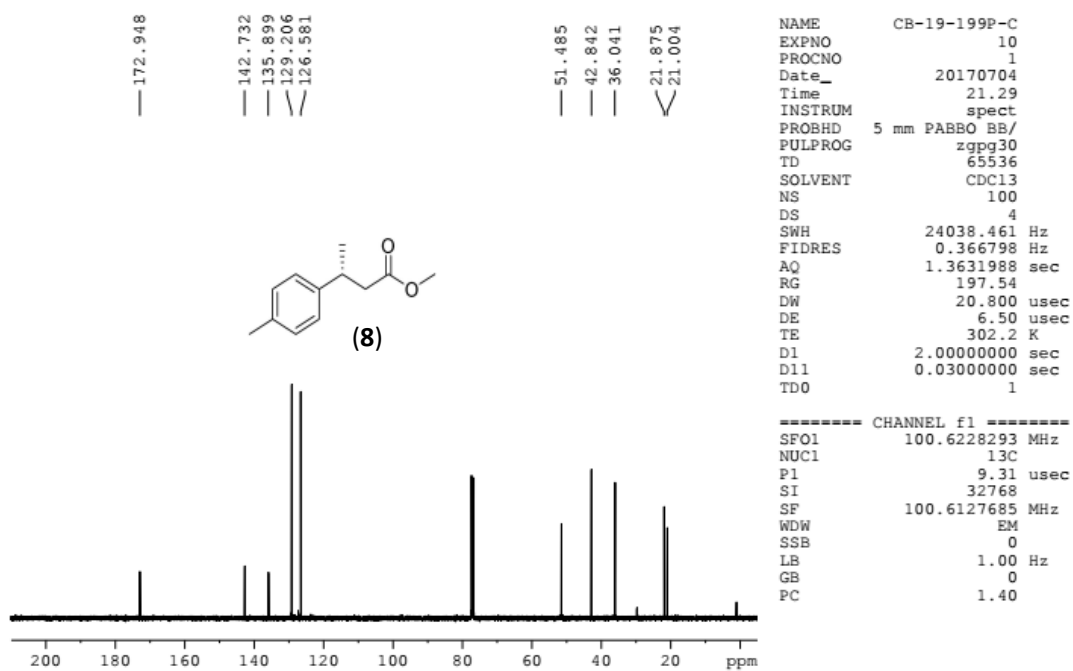 172.948
142.732
135.899
129.206
126.581
51.485
42.842
36.041
21.875
21.004
O
O
(8)
200 180 160 140 120 100 80 60 40 20 ppm
NAME CB-19-199P-C
EXPNO 10
PROCNO 1
Date_ 20170704
Time 21.29
INSTRUM spect
PROBHD 5 mm PABBO BB/
PULPROG zgpg30
TD 65536
SOLVENT CDCl3
NS 100
DS 4
SWH 24038.461 Hz
FIDRES 0.366798 Hz
AQ 1.3631988 sec
RG 197.54
DW 20.800 usec
DE 6.50 usec
TE 302.2 K
D1 2.00000000 sec
D11 0.03000000 sec
TD0 1
======== CHANNEL f1 ========
SFO1 100.6228293 MHz
NUC1 13C
P1 9.31 usec
SI 32768
SF 100.6127685 MHz
WDW EM
SSB 0
LB 1.00 Hz
GB 0
PC 1.40